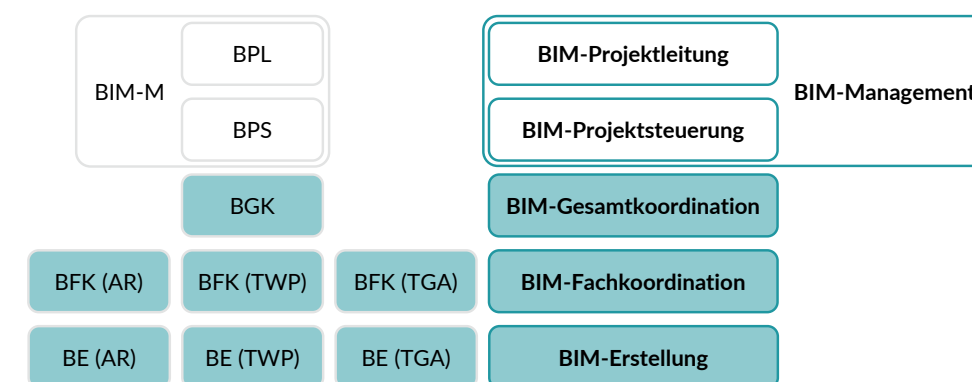 BPL
BIM-M
BPS
BIM-Projektleitung
BIM-Management
BIM-Projektsteuerung
BGK
BIM-Gesamtkoordination
BFK (AR) BFK (TWP) BFK (TGA) BIM-Fachkoordination
BE (AR) BE (TWP) BE (TGA) BIM-Erstellung